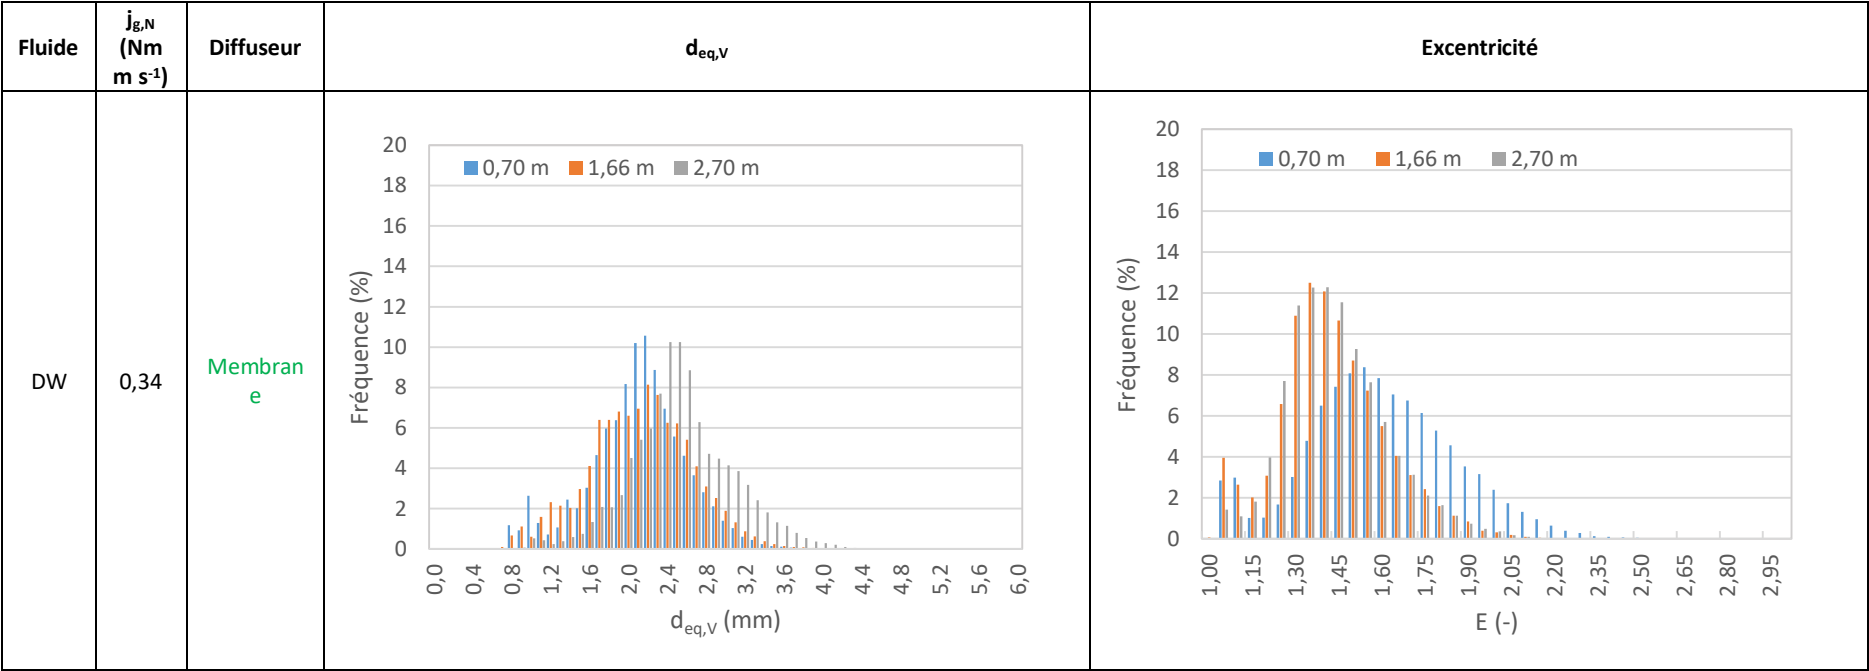 Fluide
j_g,N
(Nm
m s⁻¹)
Diffuseur
d_eq,V
Excentricité
DW
0,34
Membran
e
20
18
16
14
12
10
8
6
4
2
0
Fréquence (%)
0,70 m 1,66 m 2,70 m
0,0 0,4 0,8 1,2 1,6 2,0 2,4 2,8 3,2 3,6 4,0 4,4 4,8 5,2 5,6 6,0
d_eq,V (mm)
20
18
16
14
12
10
8
6
4
2
0
Fréquence (%)
0,70 m 1,66 m 2,70 m
1,00 1,15 1,30 1,45 1,60 1,75 1,90 2,05 2,20 2,35 2,50 2,65 2,80 2,95
E (-)